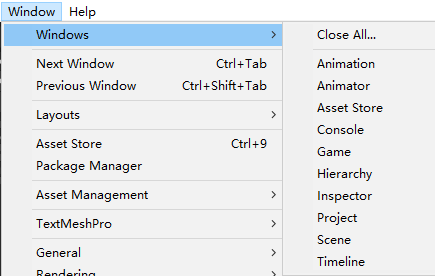 Window Help
Windows
Next Window Ctrl+Tab
Previous Window Ctrl+Shift+Tab
Layouts
Asset Store Ctrl+9
Package Manager
Asset Management
TextMeshPro
General
Rendering
Close All...
Animation
Animator
Asset Store
Console
Game
Hierarchy
Inspector
Project
Scene
Timeline